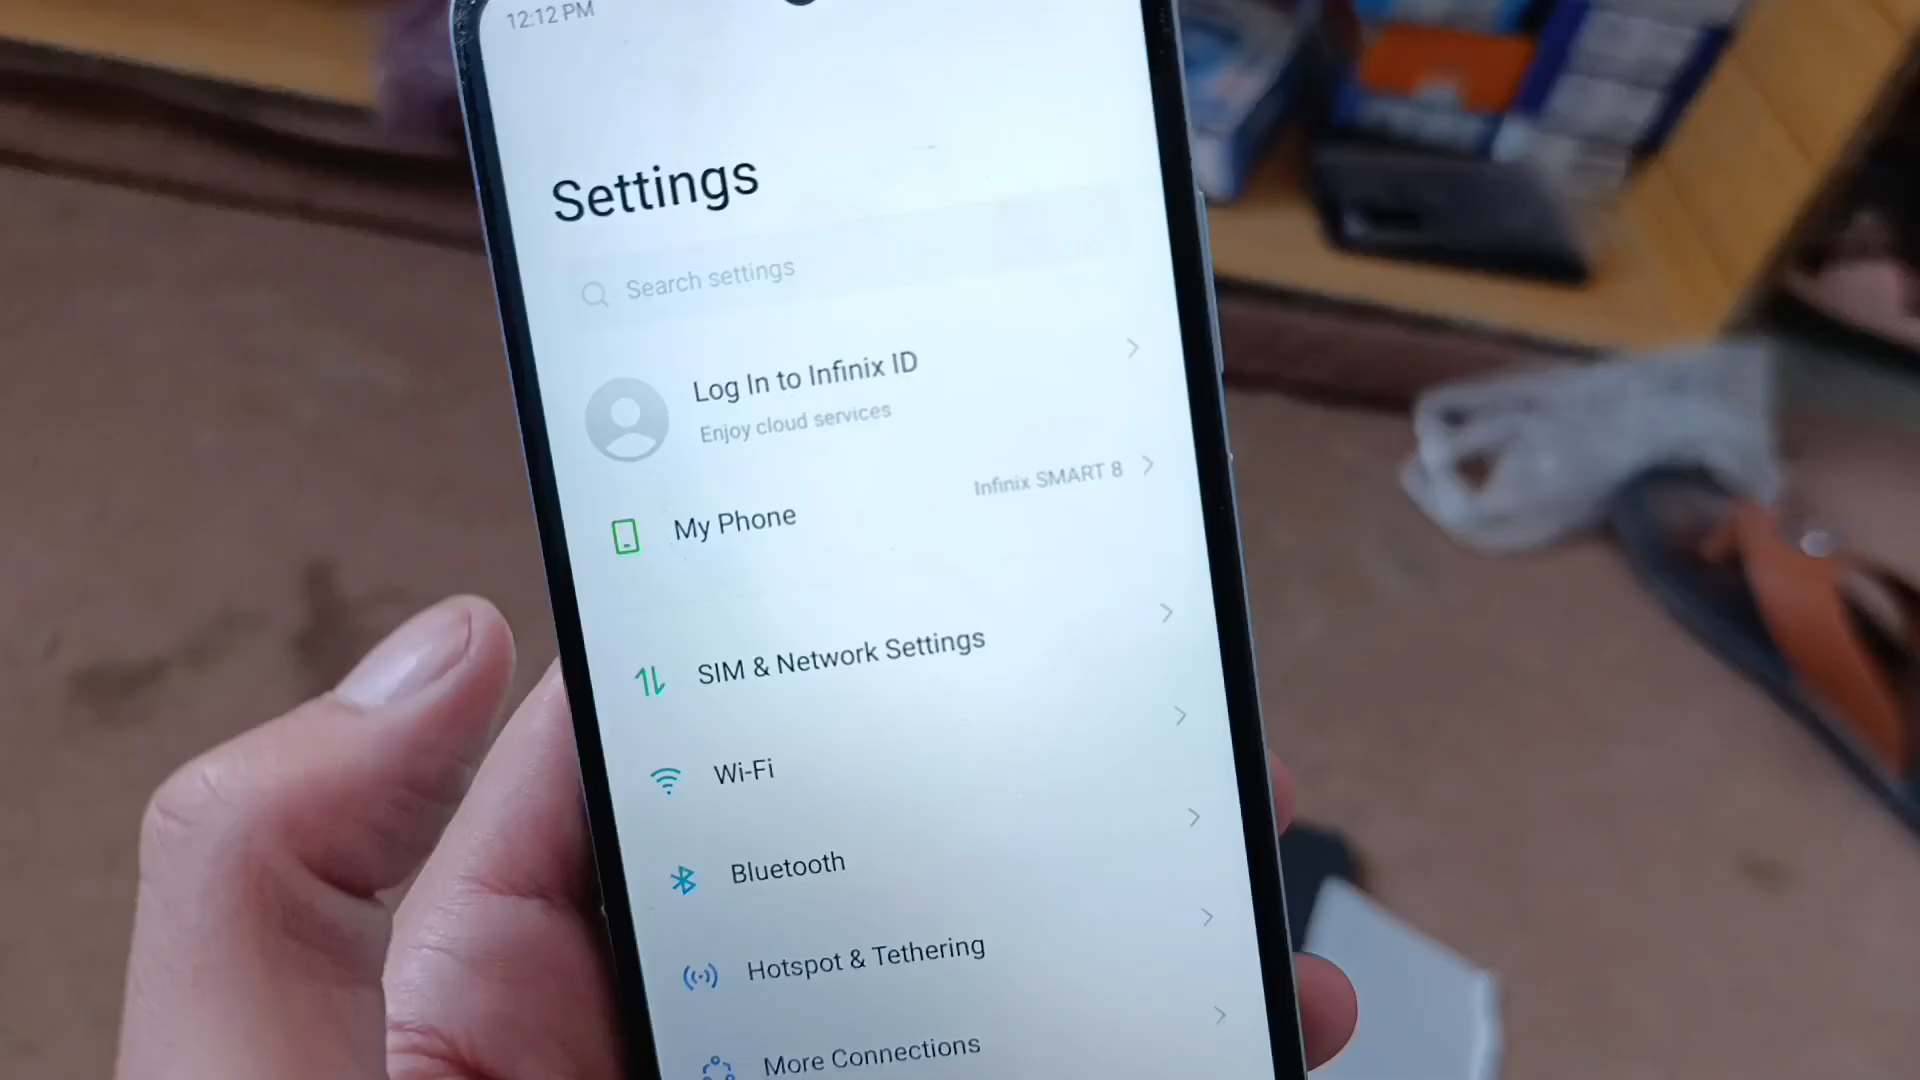 12:12 PM
Settings
Search settings
Log In to Infinix ID
Enjoy cloud services
My Phone
Infinix SMART 8
SIM & Network Settings
Wi-Fi
Bluetooth
Hotspot & Tethering
More Connections